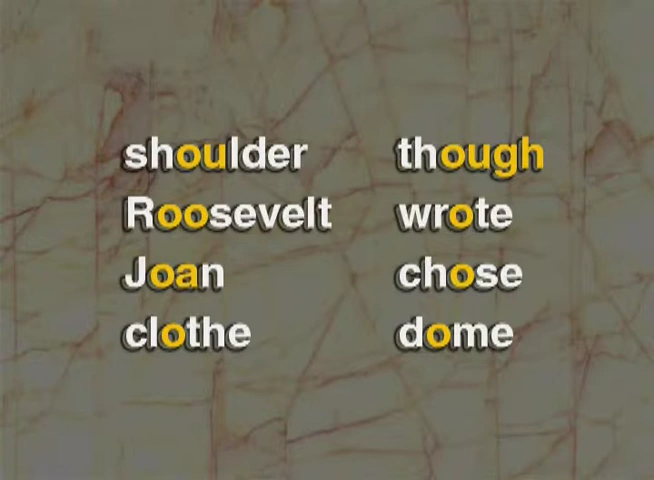 shoulder
Roosevelt
Joan
clothe
though
wrote
chose
dome